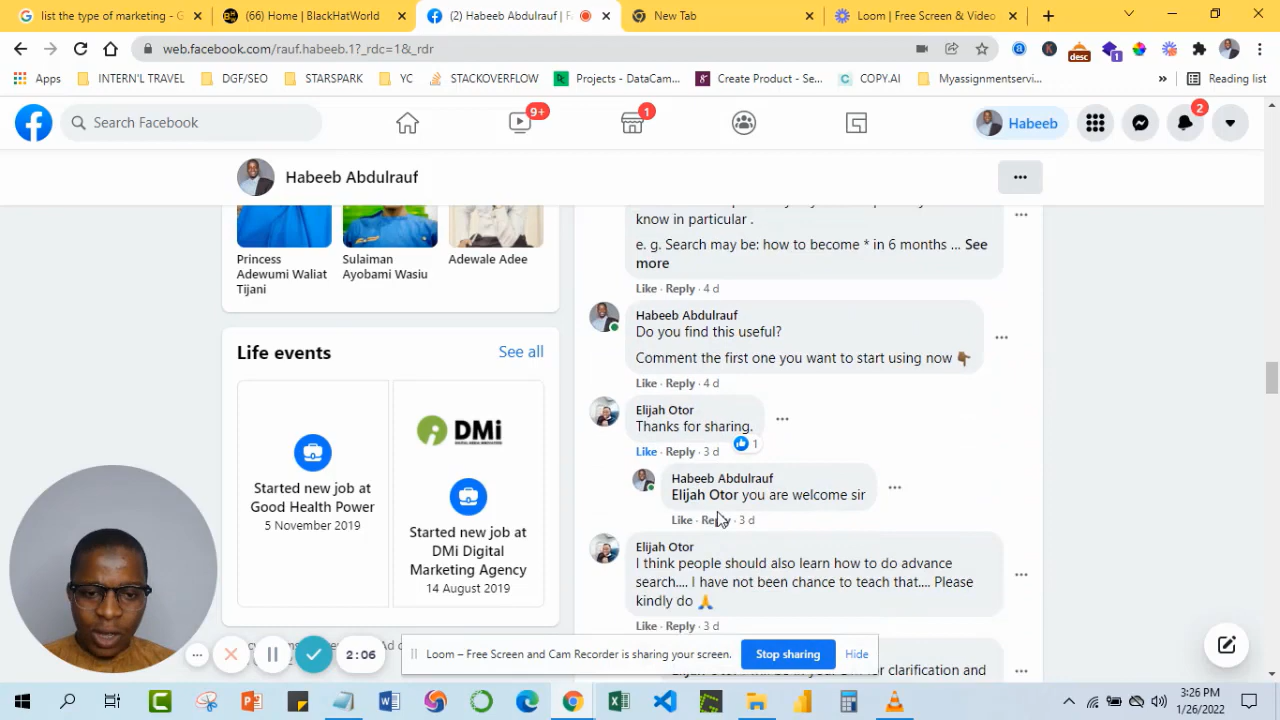 list the type of marketing - G
(66) Home | BlackHatWorld
(2) Habeeb Abdulrauf | F
New Tab
Loom | Free Screen & Video
web.facebook.com/rauf.habeeb.1?_rdc=1&_rdr
desc
1
Apps
INTERN'L TRAVEL
DGF/SEO
STARSPARK
YC
STACKOVERFLOW
Projects - DataCam...
Create Product - Se...
COPY.AI
Myassignmentservi...
»
Reading list
Search Facebook
9+
1
Habeeb
2
Habeeb Abdulrauf
Princess
Adewumi Waliat
Tijani
Sulaiman
Ayobami Wasiu
Adewale Adee
Life events
See all
Started new job at
Good Health Power
5 November 2019
DMi
Started new job at
DMi Digital
Marketing Agency
14 August 2019
know in particular .
e. g. Search may be: how to become * in 6 months ... See
more
Like · Reply · 4 d
Habeeb Abdulrauf
Do you find this useful?
Comment the first one you want to start using now 👇🏾
Like · Reply · 4 d
Elijah Otor
Thanks for sharing.
1
Like · Reply · 3 d
Habeeb Abdulrauf
Elijah Otor you are welcome sir
Like · Reply · 3 d
Elijah Otor
I think people should also learn how to do advance
search.... I have not been chance to teach that.... Please
kindly do 🙏
Like · Reply · 3 d
2:06
Loom – Free Screen and Cam Recorder is sharing your screen.
Stop sharing
Hide
3:26 PM
1/26/2022